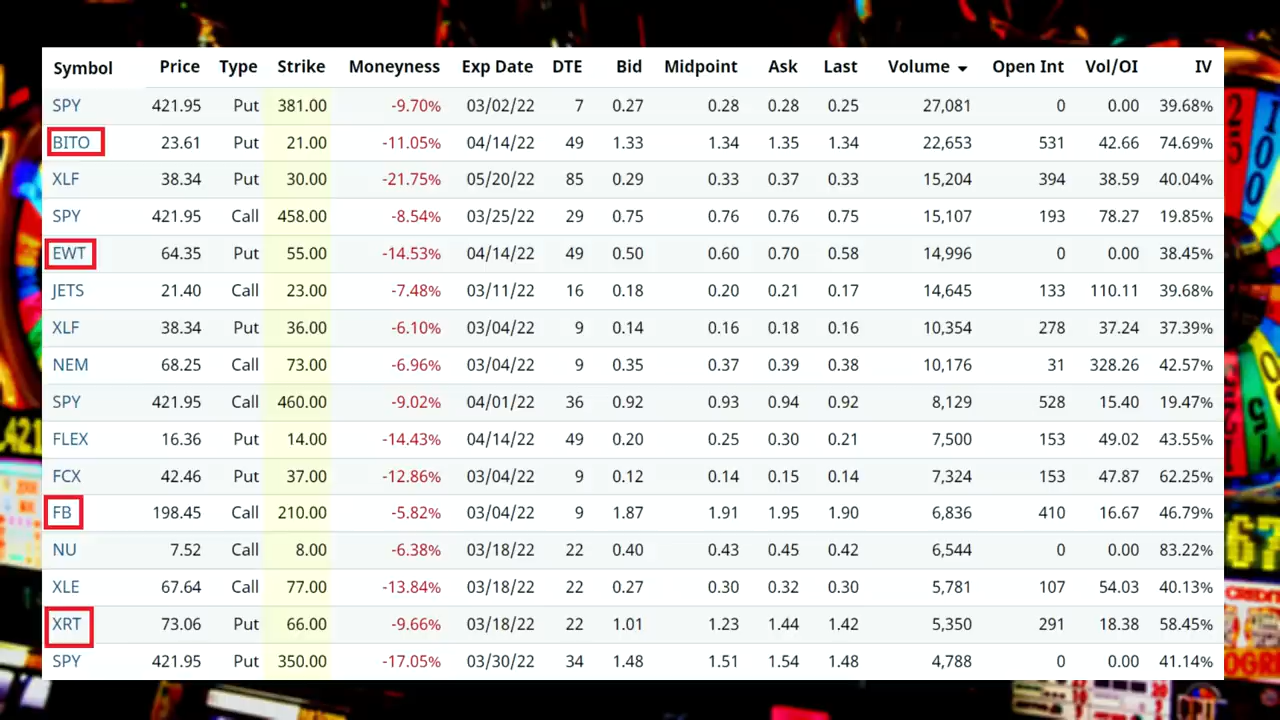 Symbol Price Type Strike Moneyness Exp Date DTE Bid Midpoint Ask Last Volume Open Int Vol/OI IV
SPY 421.95 Put 381.00 -9.70% 03/02/22 7 0.27 0.28 0.28 0.25 27,081 0 0.00 39.68%
BITO 23.61 Put 21.00 -11.05% 04/14/22 49 1.33 1.34 1.35 1.34 22,653 531 42.66 74.69%
XLF 38.34 Put 30.00 -21.75% 05/20/22 85 0.29 0.33 0.37 0.33 15,204 394 38.59 40.04%
SPY 421.95 Call 458.00 -8.54% 03/25/22 29 0.75 0.76 0.76 0.75 15,107 193 78.27 19.85%
EWT 64.35 Put 55.00 -14.53% 04/14/22 49 0.50 0.60 0.70 0.58 14,996 0 0.00 38.45%
JETS 21.40 Call 23.00 -7.48% 03/11/22 16 0.18 0.20 0.21 0.17 14,645 133 110.11 39.68%
XLF 38.34 Put 36.00 -6.10% 03/04/22 9 0.14 0.16 0.18 0.16 10,354 278 37.24 37.39%
NEM 68.25 Call 73.00 -6.96% 03/04/22 9 0.35 0.37 0.39 0.38 10,176 31 328.26 42.57%
SPY 421.95 Call 460.00 -9.02% 04/01/22 36 0.92 0.93 0.94 0.92 8,129 528 15.40 19.47%
FLEX 16.36 Put 14.00 -14.43% 04/14/22 49 0.20 0.25 0.30 0.21 7,500 153 49.02 43.55%
FCX 42.46 Put 37.00 -12.86% 03/04/22 9 0.12 0.14 0.15 0.14 7,324 153 47.87 62.25%
FB 198.45 Call 210.00 -5.82% 03/04/22 9 1.87 1.91 1.95 1.90 6,836 410 16.67 46.79%
NU 7.52 Call 8.00 -6.38% 03/18/22 22 0.40 0.43 0.45 0.42 6,544 0 0.00 83.22%
XLE 67.64 Call 77.00 -13.84% 03/18/22 22 0.27 0.30 0.32 0.30 5,781 107 54.03 40.13%
XRT 73.06 Put 66.00 -9.66% 03/18/22 22 1.01 1.23 1.44 1.42 5,350 291 18.38 58.45%
SPY 421.95 Put 350.00 -17.05% 03/30/22 34 1.48 1.51 1.54 1.48 4,788 0 0.00 41.14%